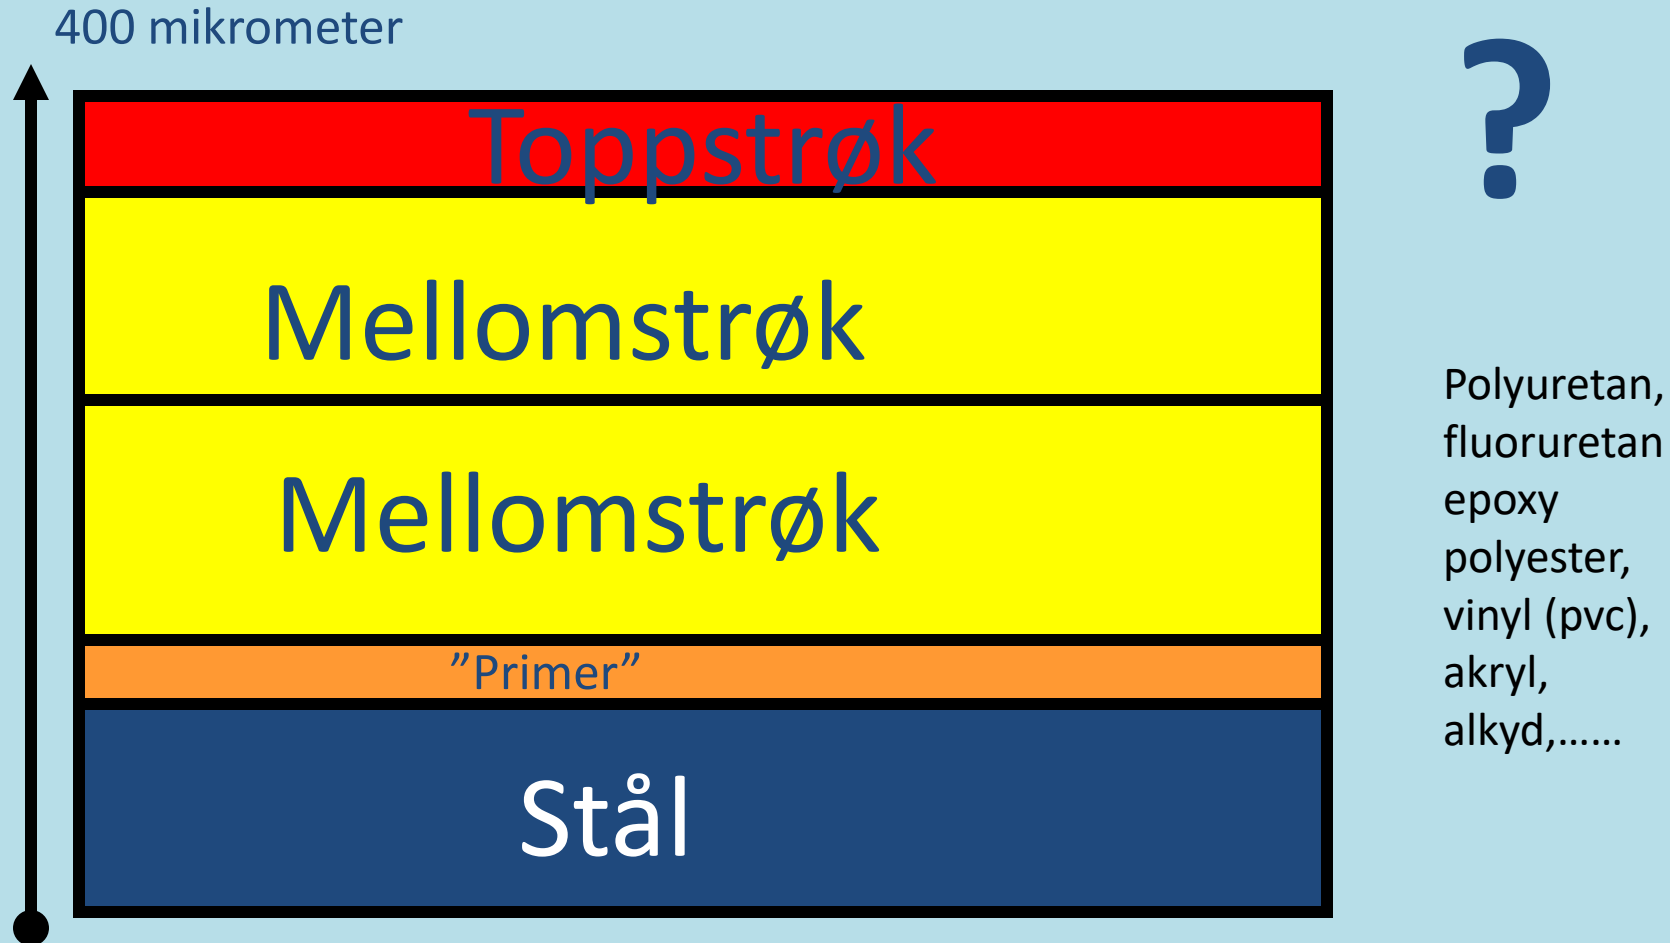 400 mikrometer
?
Toppstrøk
Mellomstrøk
Mellomstrøk
”Primer”
Stål
Polyuretan,
fluoruretan
epoxy
polyester,
vinyl (pvc),
akryl,
alkyd,……